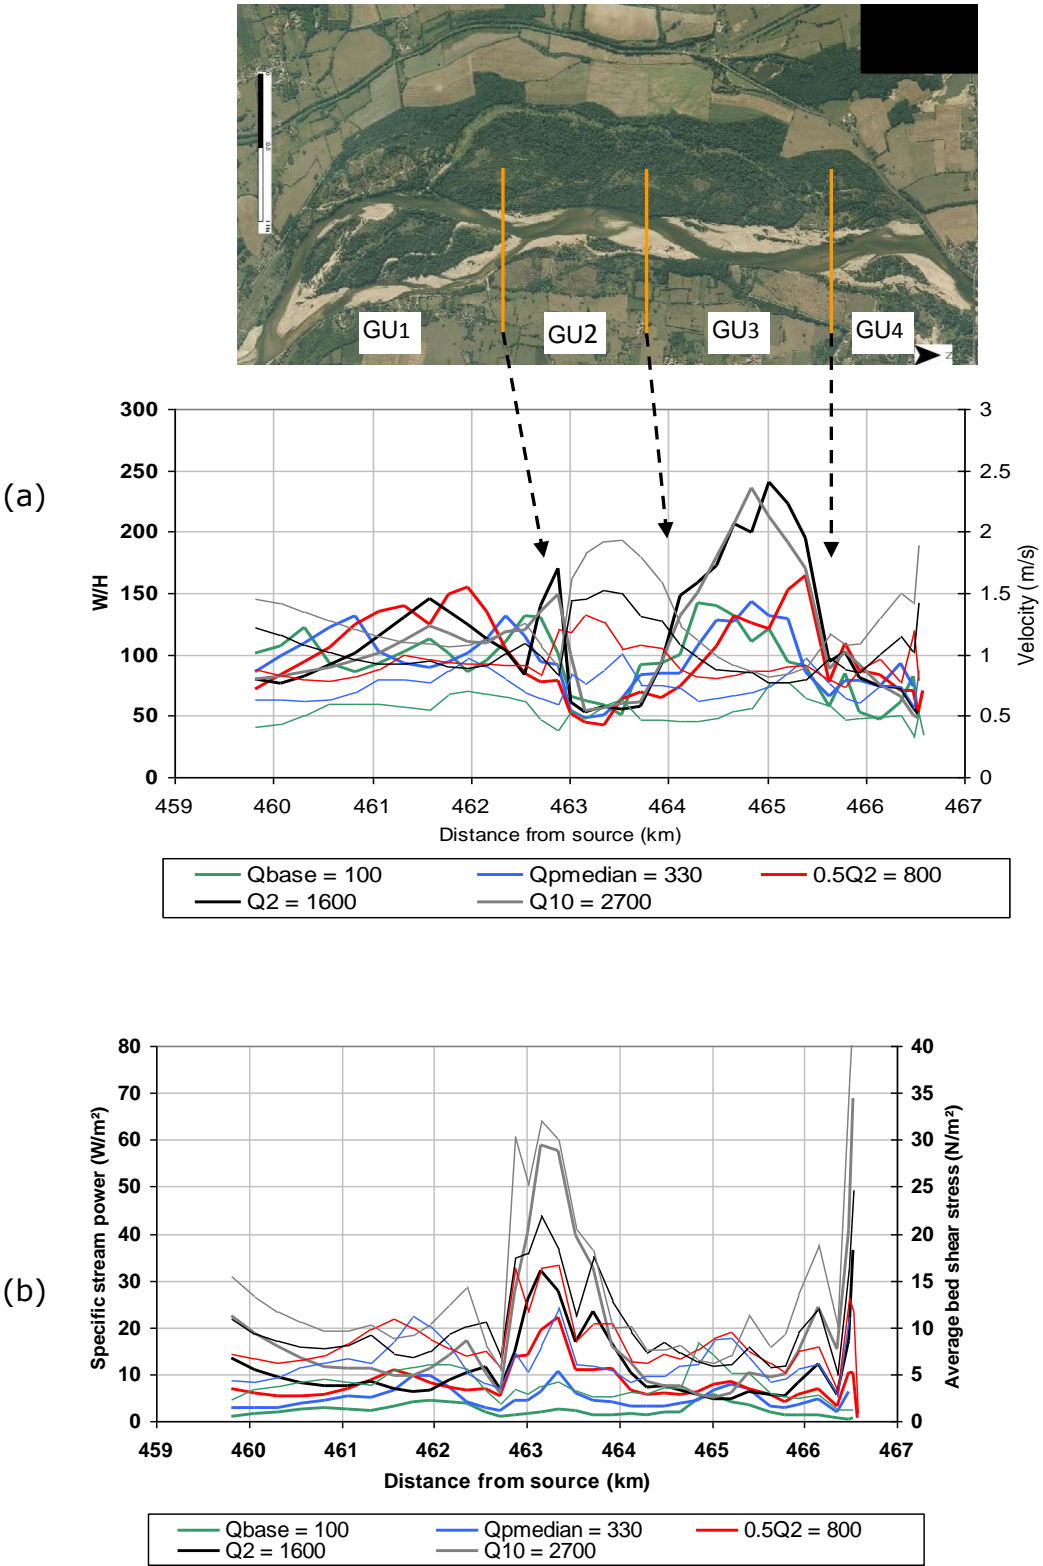 GU1
GU2
GU3
GU4
Z
(a)
300
250
200
150
100
50
0
W/H
3
2.5
2
1.5
1
0.5
0
Velocity (m/s)
459 460 461 462 463 464 465 466 467
Distance from source (km)
Qbase = 100 Qpmedian = 330 0.5Q2 = 800
Q2 = 1600 Q10 = 2700
(b)
80
70
60
50
40
30
20
10
0
Specific stream power (W/m²)
40
35
30
25
20
15
10
5
0
Average bed shear stress (N/m²)
459 460 461 462 463 464 465 466 467
Distance from source (km)
Qbase = 100 Qpmedian = 330 0.5Q2 = 800
Q2 = 1600 Q10 = 2700